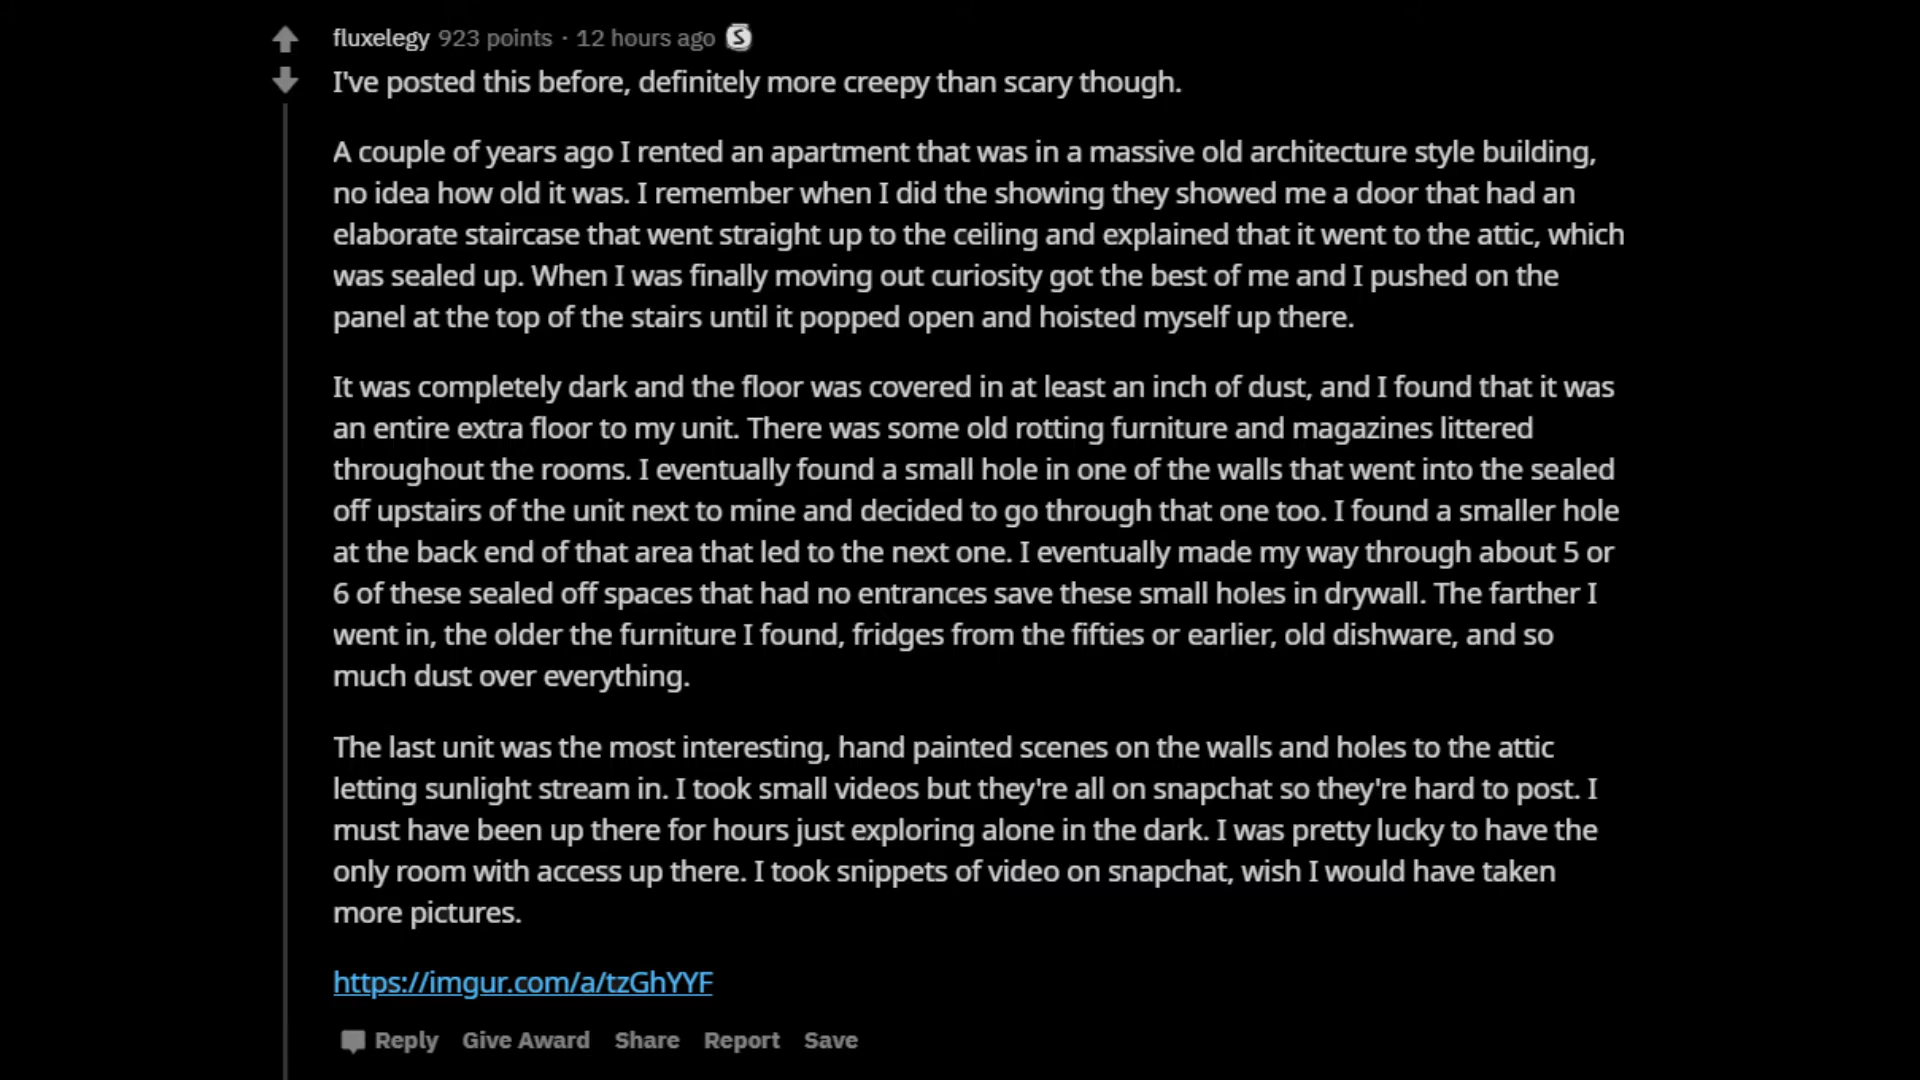 fluxelegy 923 points · 12 hours ago S
I've posted this before, definitely more creepy than scary though.
A couple of years ago I rented an apartment that was in a massive old architecture style building,
no idea how old it was. I remember when I did the showing they showed me a door that had an
elaborate staircase that went straight up to the ceiling and explained that it went to the attic, which
was sealed up. When I was finally moving out curiosity got the best of me and I pushed on the
panel at the top of the stairs until it popped open and hoisted myself up there.
It was completely dark and the floor was covered in at least an inch of dust, and I found that it was
an entire extra floor to my unit. There was some old rotting furniture and magazines littered
throughout the rooms. I eventually found a small hole in one of the walls that went into the sealed
off upstairs of the unit next to mine and decided to go through that one too. I found a smaller hole
at the back end of that area that led to the next one. I eventually made my way through about 5 or
6 of these sealed off spaces that had no entrances save these small holes in drywall. The farther I
went in, the older the furniture I found, fridges from the fifties or earlier, old dishware, and so
much dust over everything.
The last unit was the most interesting, hand painted scenes on the walls and holes to the attic
letting sunlight stream in. I took small videos but they're all on snapchat so they're hard to post. I
must have been up there for hours just exploring alone in the dark. I was pretty lucky to have the
only room with access up there. I took snippets of video on snapchat, wish I would have taken
more pictures.
https://imgur.com/a/tzGhYYF
Reply Give Award Share Report Save